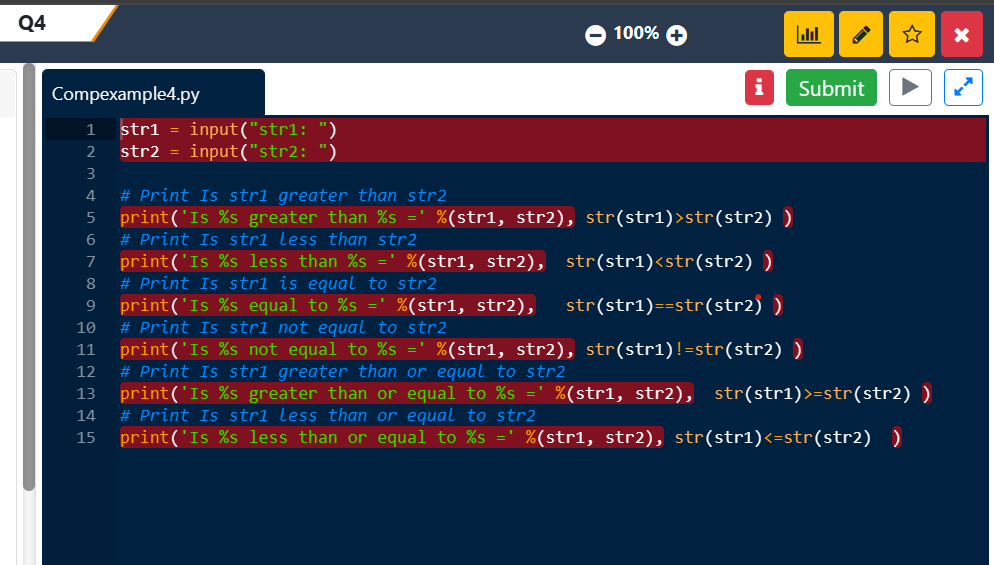 Q4
100%
Compexample4.py
Submit
1 str1 = input("str1: ")
2 str2 = input("str2: ")
3
4 # Print Is str1 greater than str2
5 print('Is %s greater than %s =' %(str1, str2), str(str1)>str(str2) )
6 # Print Is str1 less than str2
7 print('Is %s less than %s =' %(str1, str2),  str(str1)<str(str2) )
8 # Print Is str1 is equal to str2
9 print('Is %s equal to %s =' %(str1, str2),   str(str1)==str(str2) )
10 # Print Is str1 not equal to str2
11 print('Is %s not equal to %s =' %(str1, str2), str(str1)!=str(str2) )
12 # Print Is str1 greater than or equal to str2
13 print('Is %s greater than or equal to %s =' %(str1, str2),  str(str1)>=str(str2) )
14 # Print Is str1 less than or equal to str2
15 print('Is %s less than or equal to %s =' %(str1, str2), str(str1)<=str(str2)  )